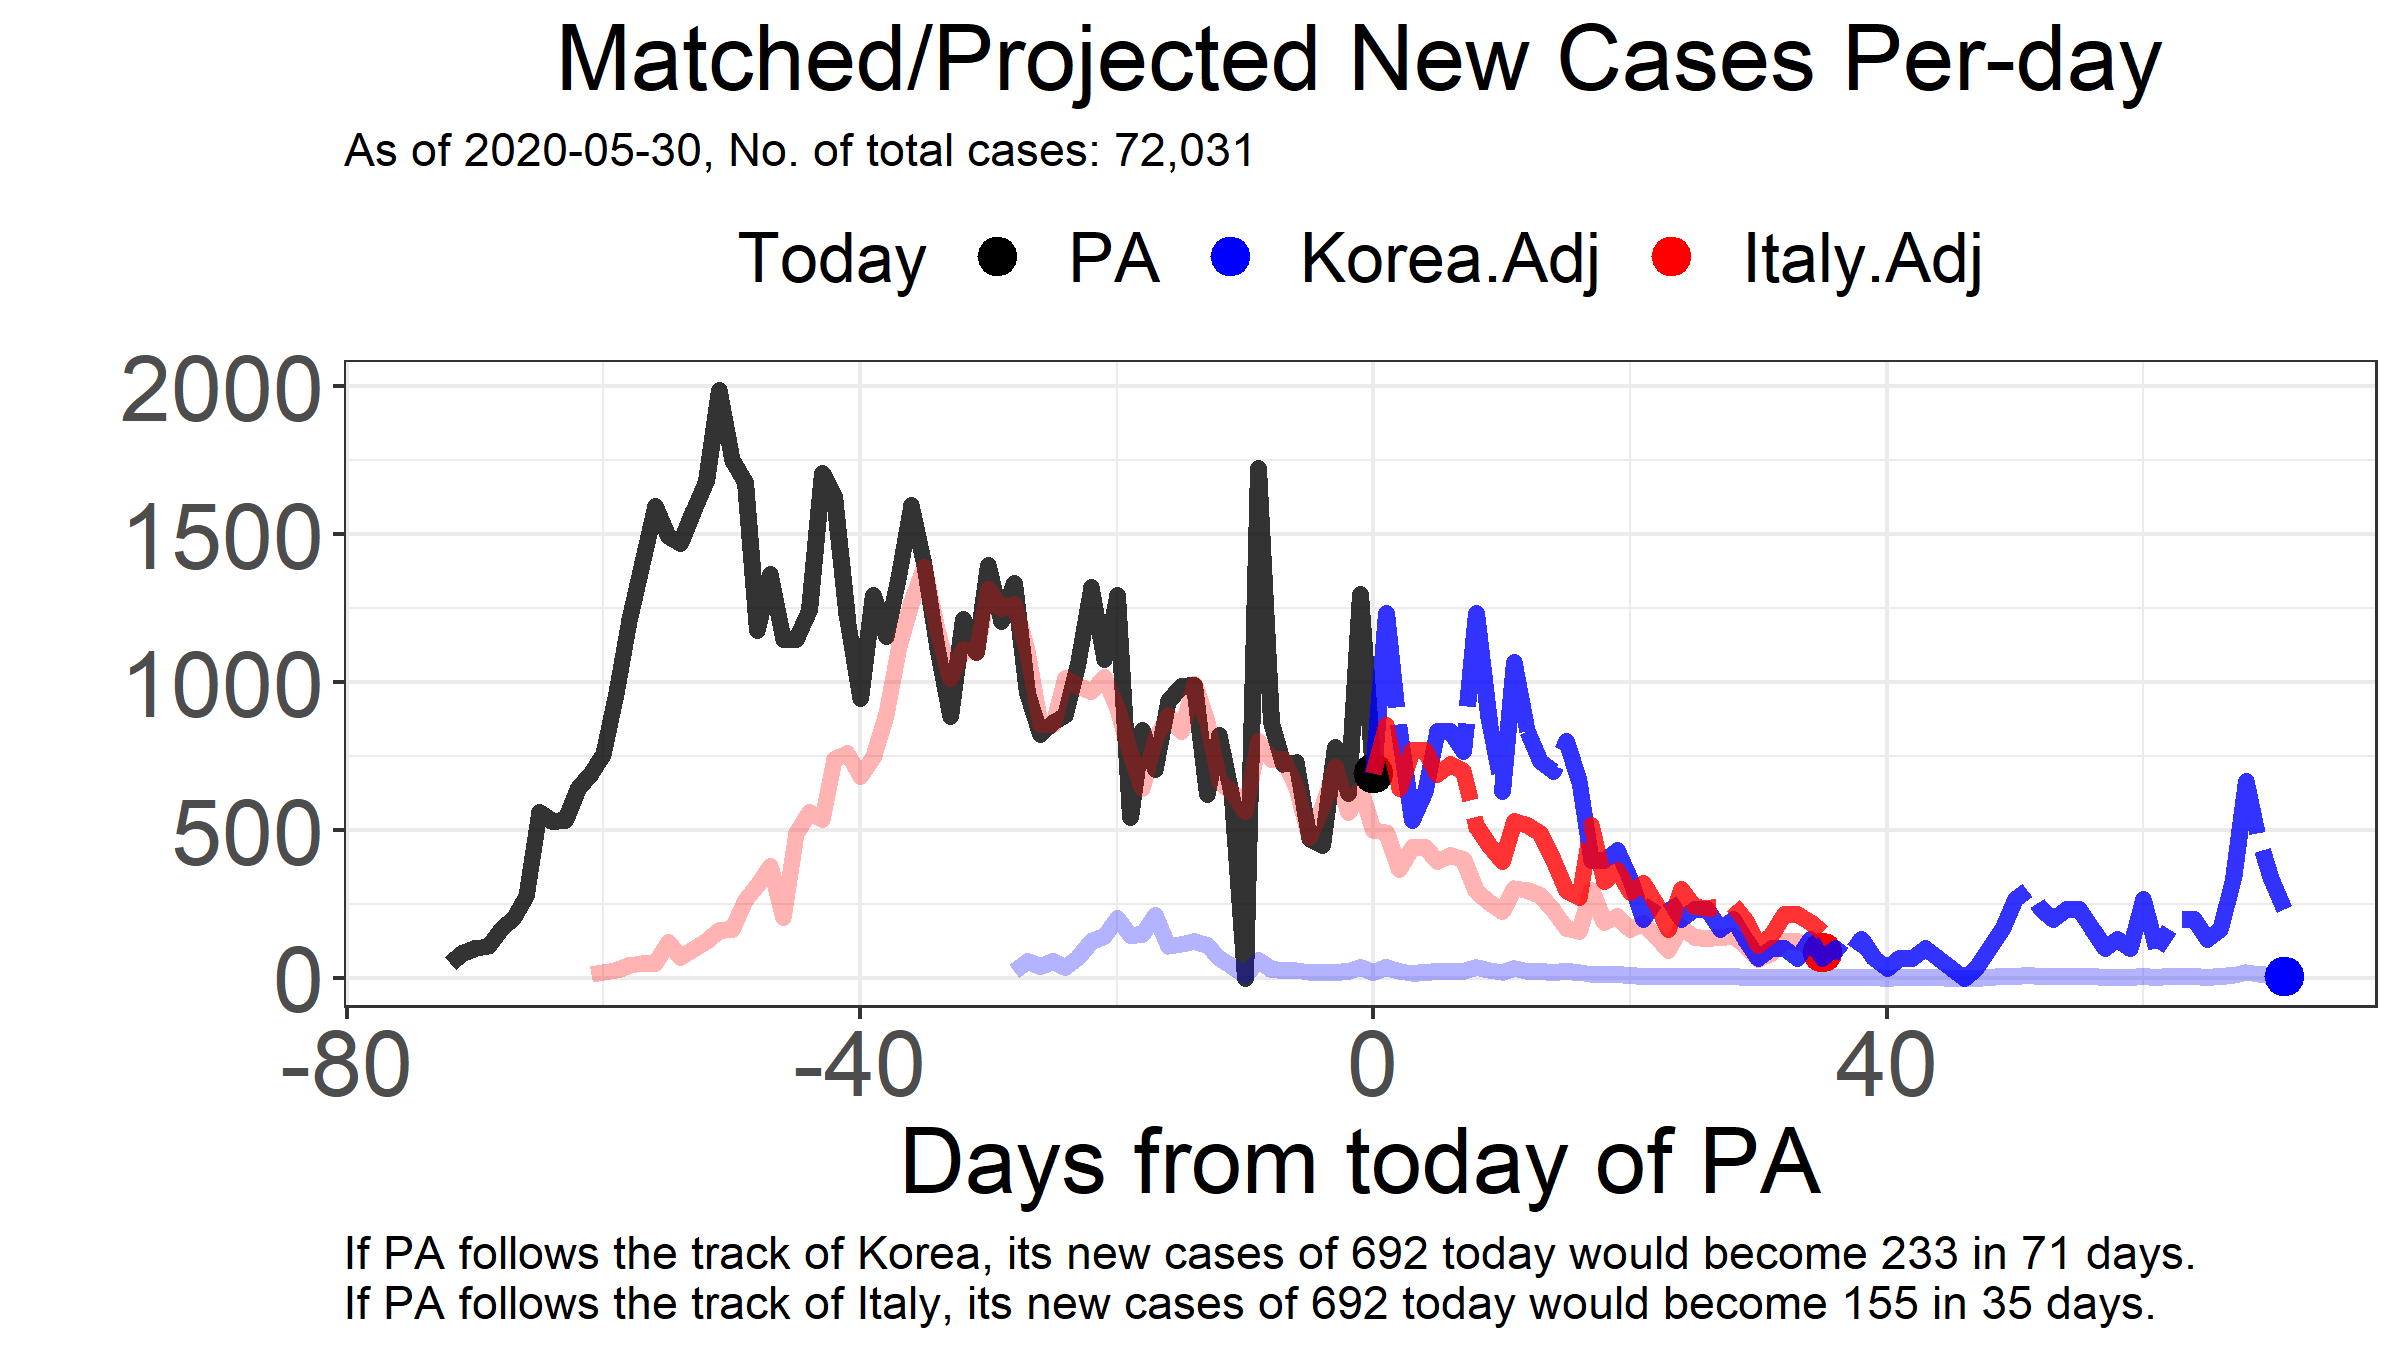 Matched/Projected New Cases Per-day
As of 2020-05-30, No. of total cases: 72,031
Today PA Korea.Adj Italy.Adj
2000
1500
1000
500
0
-80 -40 0 40
Days from today of PA
If PA follows the track of Korea, its new cases of 692 today would become 233 in 71 days.
If PA follows the track of Italy, its new cases of 692 today would become 155 in 35 days.